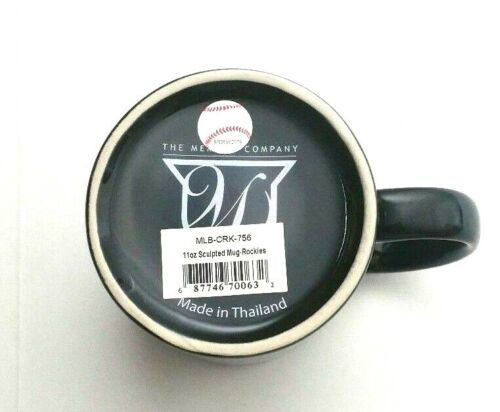 THE ME COMPANY
M
MLB-CRK-756
11oz Sculpted Mug-Rockies
6 87746 70063 2
Made in Thailand